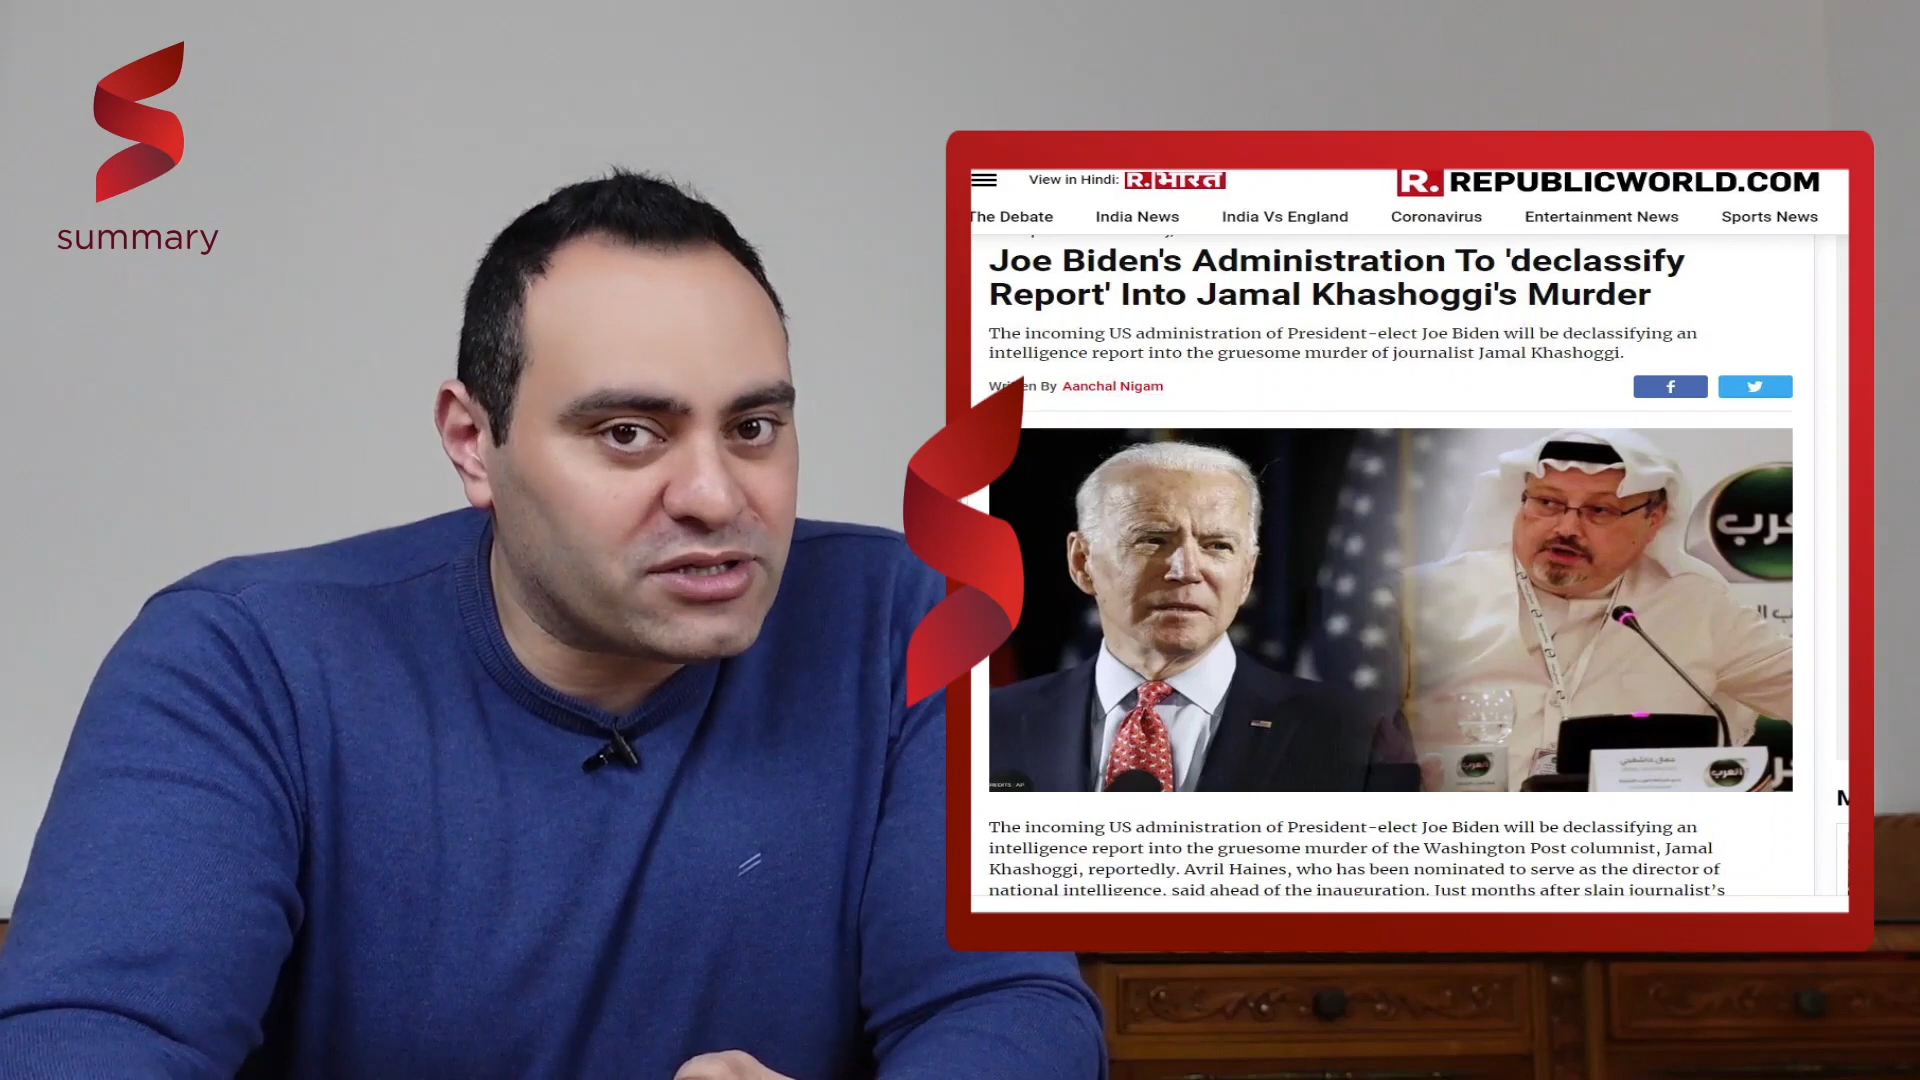 summary
View in Hindi: R. भारत
R. REPUBLICWORLD.COM
The Debate India News India Vs England Coronavirus Entertainment News Sports News
Joe Biden's Administration To 'declassify
Report' Into Jamal Khashoggi's Murder
The incoming US administration of President-elect Joe Biden will be declassifying an
intelligence report into the gruesome murder of journalist Jamal Khashoggi.
By Aanchal Nigam
f
العرب
العرب
The incoming US administration of President-elect Joe Biden will be declassifying an
intelligence report into the gruesome murder of the Washington Post columnist, Jamal
Khashoggi, reportedly. Avril Haines, who has been nominated to serve as the director of
national intelligence, said ahead of the inauguration. Just months after slain journalist's